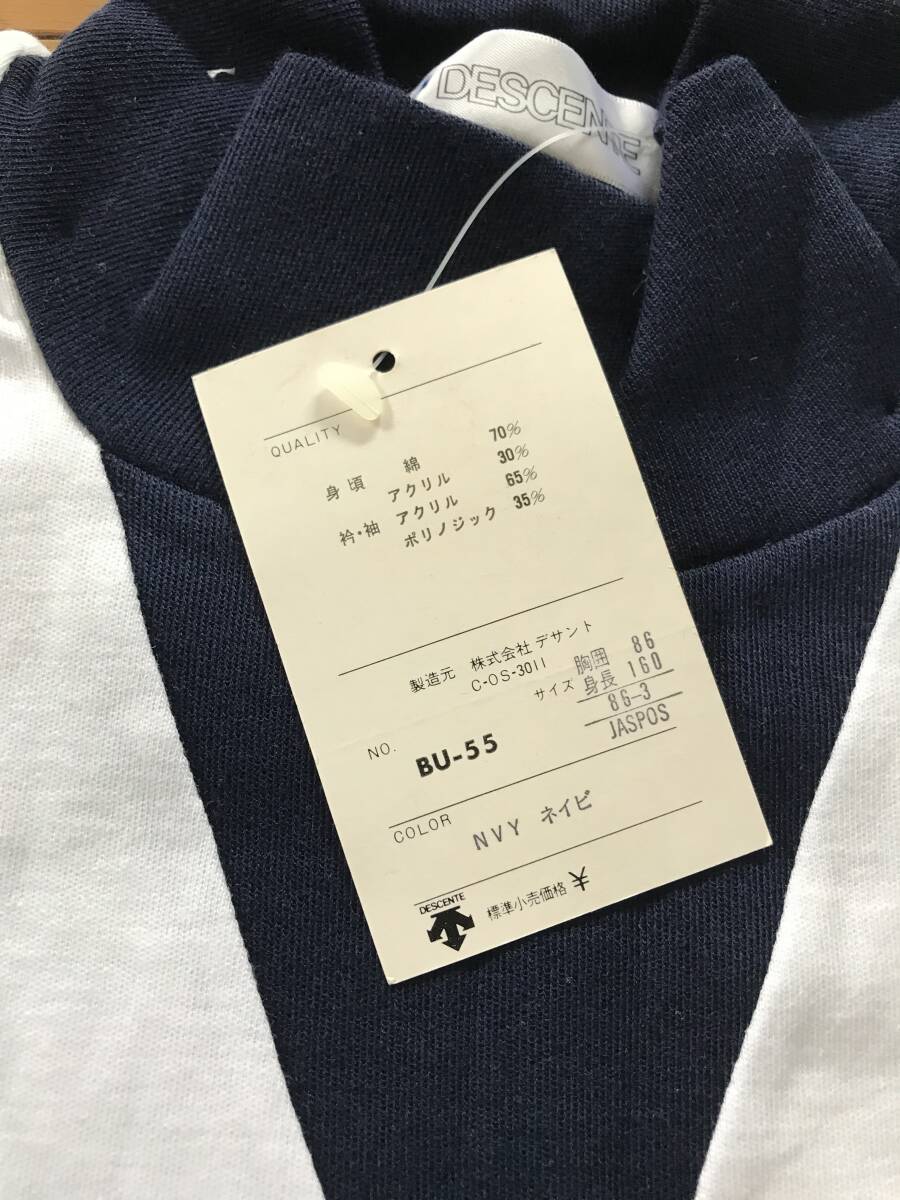 DESCENTE
QUALITY
身頃 綿 70%
アクリル 30%
衿・袖 アクリル 65%
ポリノジック 35%
製造元 株式会社デサント
C-OS-3011
サイズ 胸囲 86
身長 160
86-3
JASPOS
NO. BU-55
COLOR NVY ネイビ
DESCENTE
標準小売価格 ¥